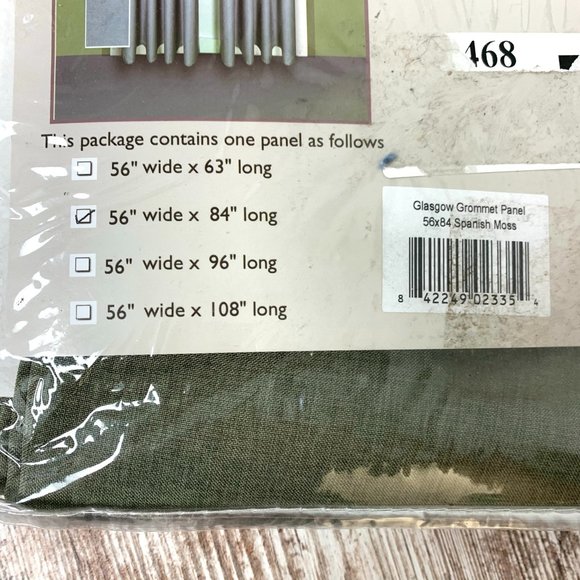 468
This package contains one panel as follows
56" wide x 63" long
56" wide x 84" long
56" wide x 96" long
56" wide x 108" long
Glasgow Grommet Panel
56x84 Spanish Moss
8 42249 02335 4